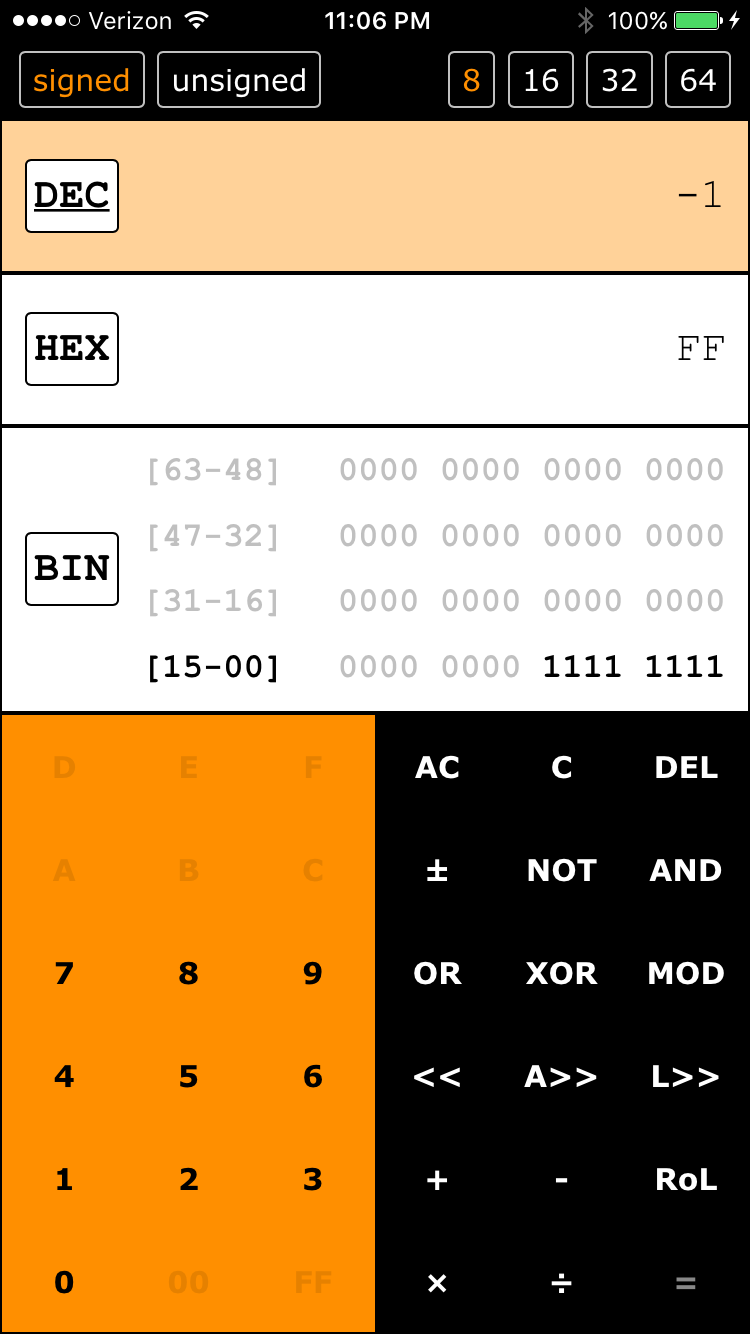 Verizon 11:06 PM 100%
signed unsigned 8 16 32 64
DEC -1
HEX FF
[63-48] 0000 0000 0000 0000
[47-32] 0000 0000 0000 0000
BIN
[31-16] 0000 0000 0000 0000
[15-00] 0000 0000 1111 1111
D E F AC C DEL
A B C ± NOT AND
7 8 9 OR XOR MOD
4 5 6 << A>> L>>
1 2 3 + - RoL
0 00 FF × ÷ =